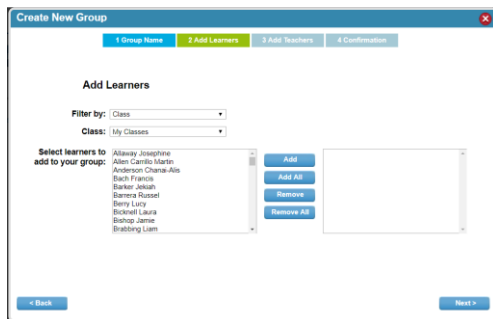 Create New Group
1 Group Name 2 Add Learners 3 Add Teachers 4 Confirmation
Add Learners
Filter by: Class
Class: My Classes
Select learners to
add to your group:
Allaway Josephine
Allen Carrillo Martin
Anderson Chanai-Alis
Bach Francis
Barker Jekiah
Barrera Russel
Berry Lucy
Bicknell Laura
Bishop Jamie
Brabbing Liam
Add
Add All
Remove
Remove All
< Back
Next >